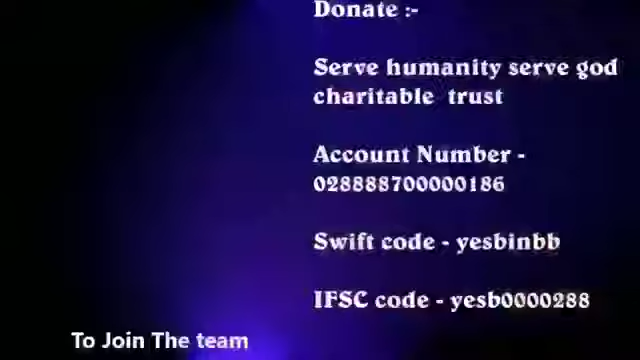 Donate :-
Serve humanity serve god
charitable trust
Account Number -
028888700000186
Swift code - yesbinbb
IFSC code - yesb0000288
To Join The team